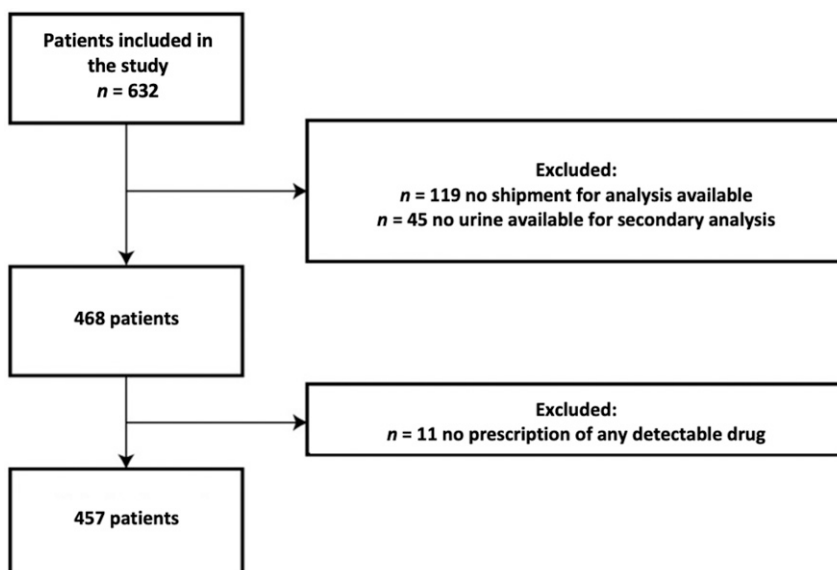 Patients included in
the study
n = 632
Excluded:
n = 119 no shipment for analysis available
n = 45 no urine available for secondary analysis
468 patients
Excluded:
n = 11 no prescription of any detectable drug
457 patients